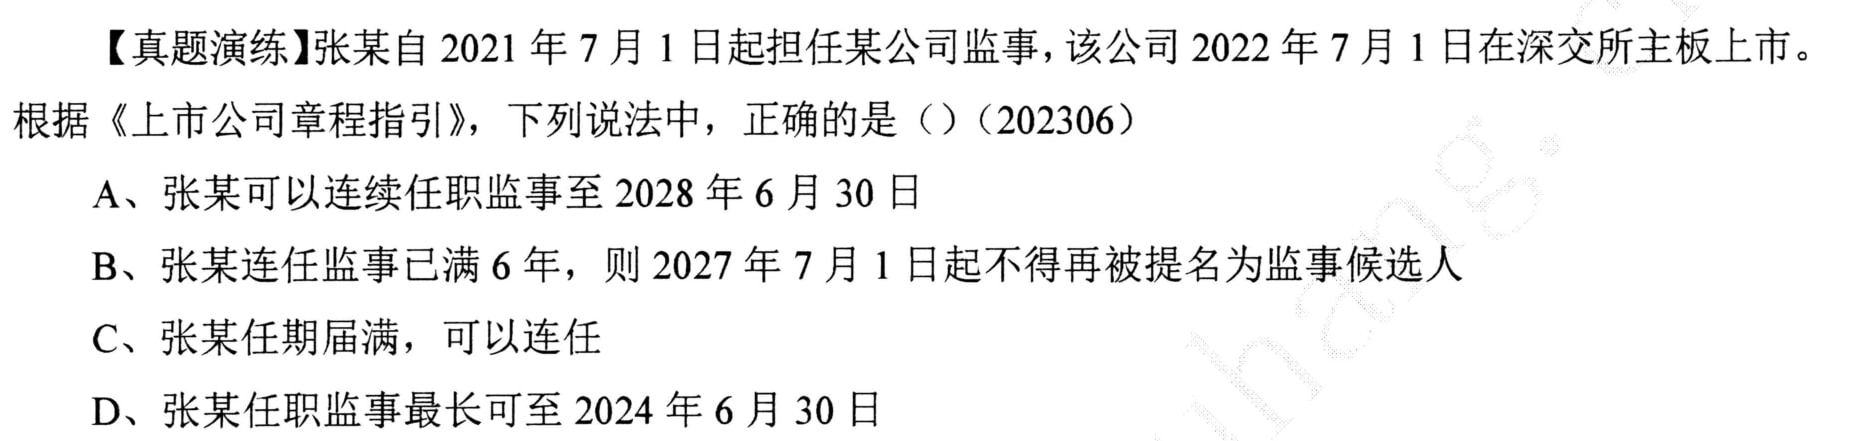 【真题演练】张某自 2021 年 7 月 1 日起担任某公司监事，该公司 2022 年 7 月 1 日在深交所主板上市。
根据《上市公司章程指引》，下列说法中，正确的是（）（202306）
A、张某可以连续任职监事至 2028 年 6 月 30 日
B、张某连任监事已满 6 年，则 2027 年 7 月 1 日起不得再被提名为监事候选人
C、张某任期届满，可以连任
D、张某任职监事最长可至 2024 年 6 月 30 日